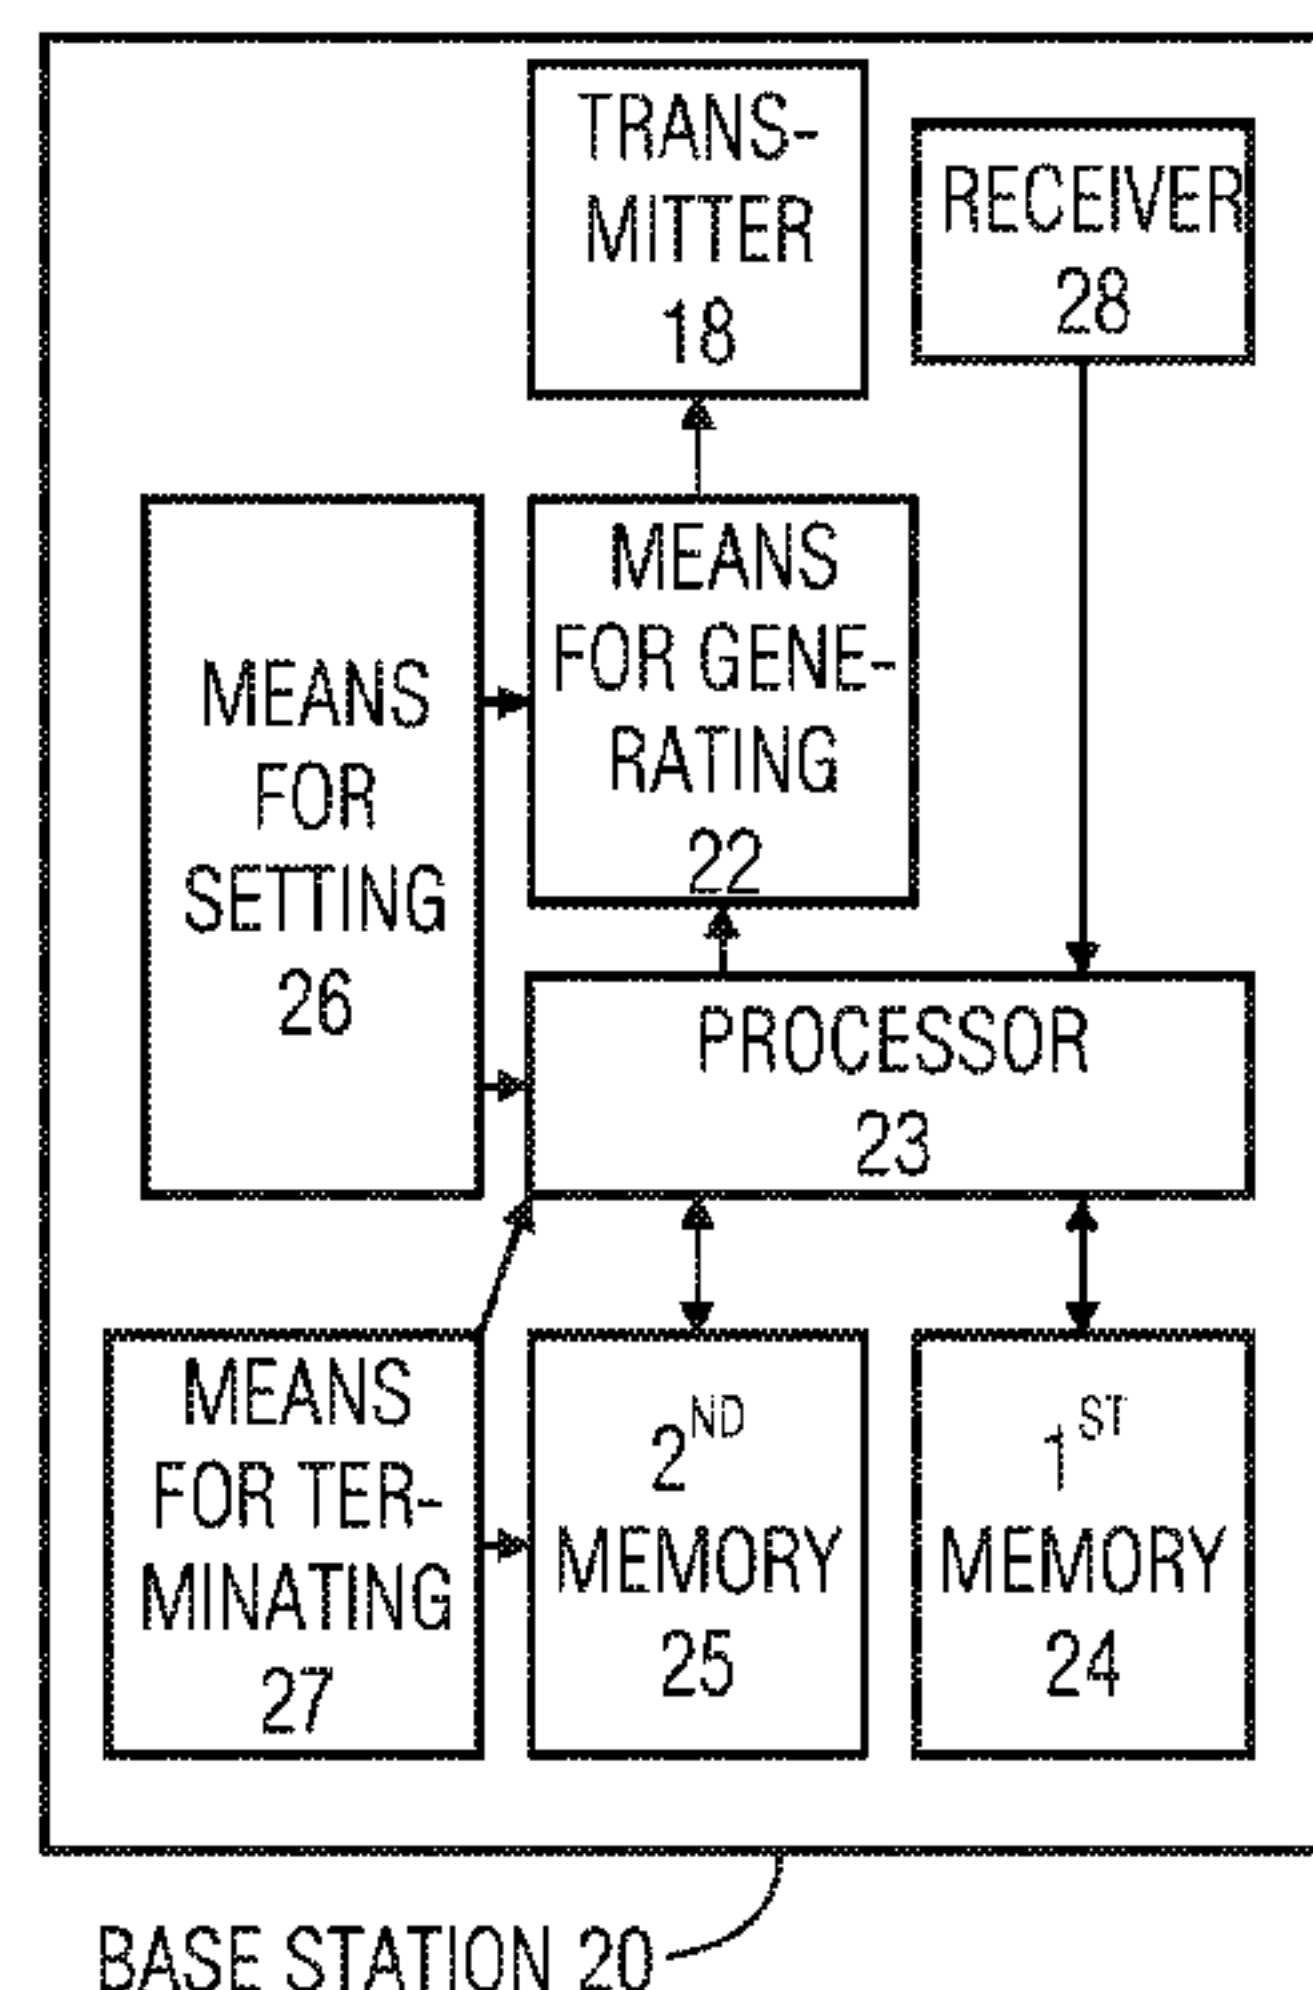 TRANS-
MITTER
18
RECEIVER
28
MEANS
FOR GENE-
RATING
22
MEANS
FOR
SETTING
26
PROCESSOR
23
MEANS
FOR TER-
MINATING
27
2ND
MEMORY
25
1ST
MEMORY
24
BASE STATION 20